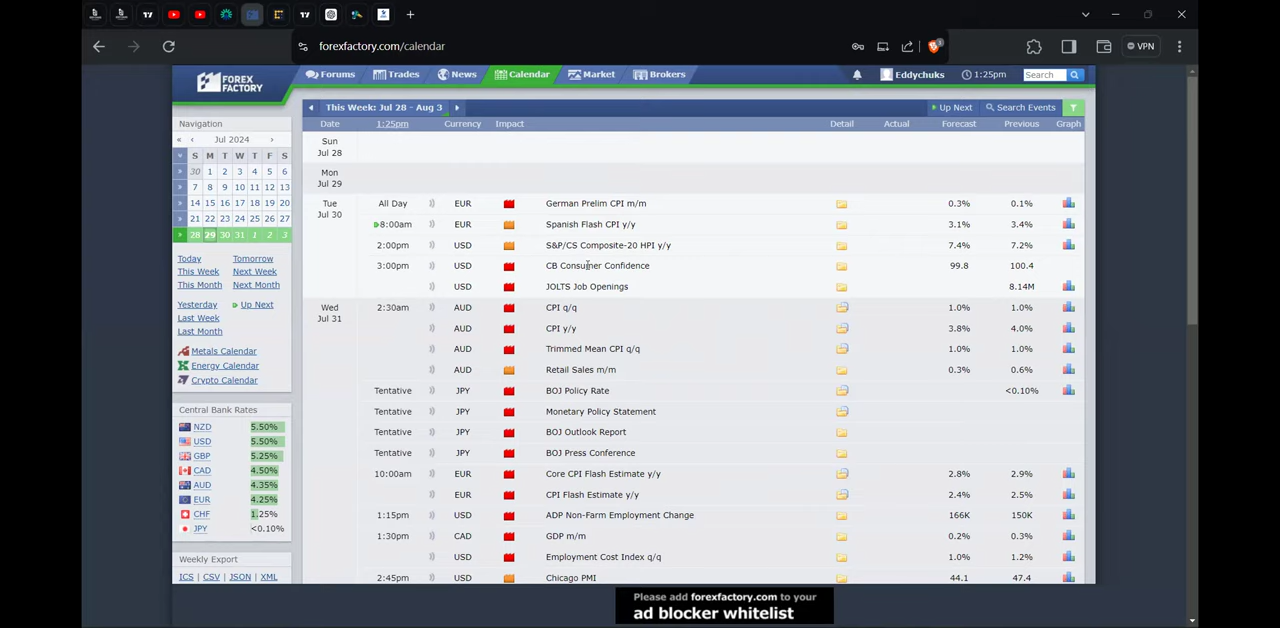 forexfactory.com/calendar
VPN
FOREX FACTORY
Forums Trades News Calendar Market Brokers
Eddychuks 1:25pm Search
Navigation
« ‹ Jul 2024 ›
S M T W T F S
30 1 2 3 4 5 6
7 8 9 10 11 12 13
14 15 16 17 18 19 20
21 22 23 24 25 26 27
28 29 30 31 1 2 3
Today Tomorrow
This Week Next Week
This Month Next Month
Yesterday Up Next
Last Week
Last Month
Metals Calendar
Energy Calendar
Crypto Calendar
Central Bank Rates
NZD 5.50%
USD 5.50%
GBP 5.25%
CAD 4.50%
AUD 4.35%
EUR 4.25%
CHF 1.25%
JPY <0.10%
Weekly Export
ICS | CSV | JSON | XML
This Week: Jul 28 - Aug 3 Up Next Search Events
Date 1:25pm Currency Impact Detail Actual Forecast Previous Graph
Sun Jul 28
Mon Jul 29
Tue Jul 30 All Day EUR German Prelim CPI m/m 0.3% 0.1%
8:00am EUR Spanish Flash CPI y/y 3.1% 3.4%
2:00pm USD S&P/CS Composite-20 HPI y/y 7.4% 7.2%
3:00pm USD CB Consumer Confidence 99.8 100.4
USD JOLTS Job Openings 8.14M
Wed Jul 31 2:30am AUD CPI q/q 1.0% 1.0%
AUD CPI y/y 3.8% 4.0%
AUD Trimmed Mean CPI q/q 1.0% 1.0%
AUD Retail Sales m/m 0.3% 0.6%
Tentative JPY BOJ Policy Rate <0.10%
Tentative JPY Monetary Policy Statement
Tentative JPY BOJ Outlook Report
Tentative JPY BOJ Press Conference
10:00am EUR Core CPI Flash Estimate y/y 2.8% 2.9%
EUR CPI Flash Estimate y/y 2.4% 2.5%
1:15pm USD ADP Non-Farm Employment Change 166K 150K
1:30pm CAD GDP m/m 0.2% 0.3%
USD Employment Cost Index q/q 1.0% 1.2%
2:45pm USD Chicago PMI 44.1 47.4
Please add forexfactory.com to your
ad blocker whitelist